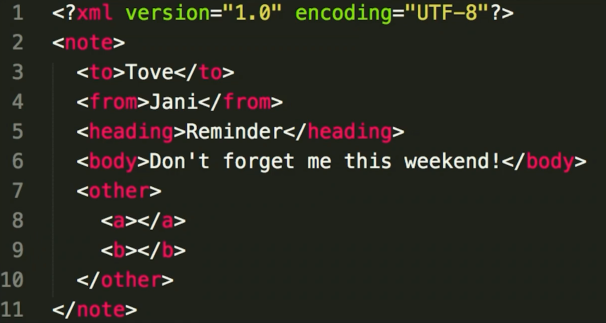 1 <?xml version="1.0" encoding="UTF-8"?>
2 <note>
3   <to>Tove</to>
4   <from>Jani</from>
5   <heading>Reminder</heading>
6   <body>Don't forget me this weekend!</body>
7   <other>
8     <a></a>
9     <b></b>
10   </other>
11 </note>